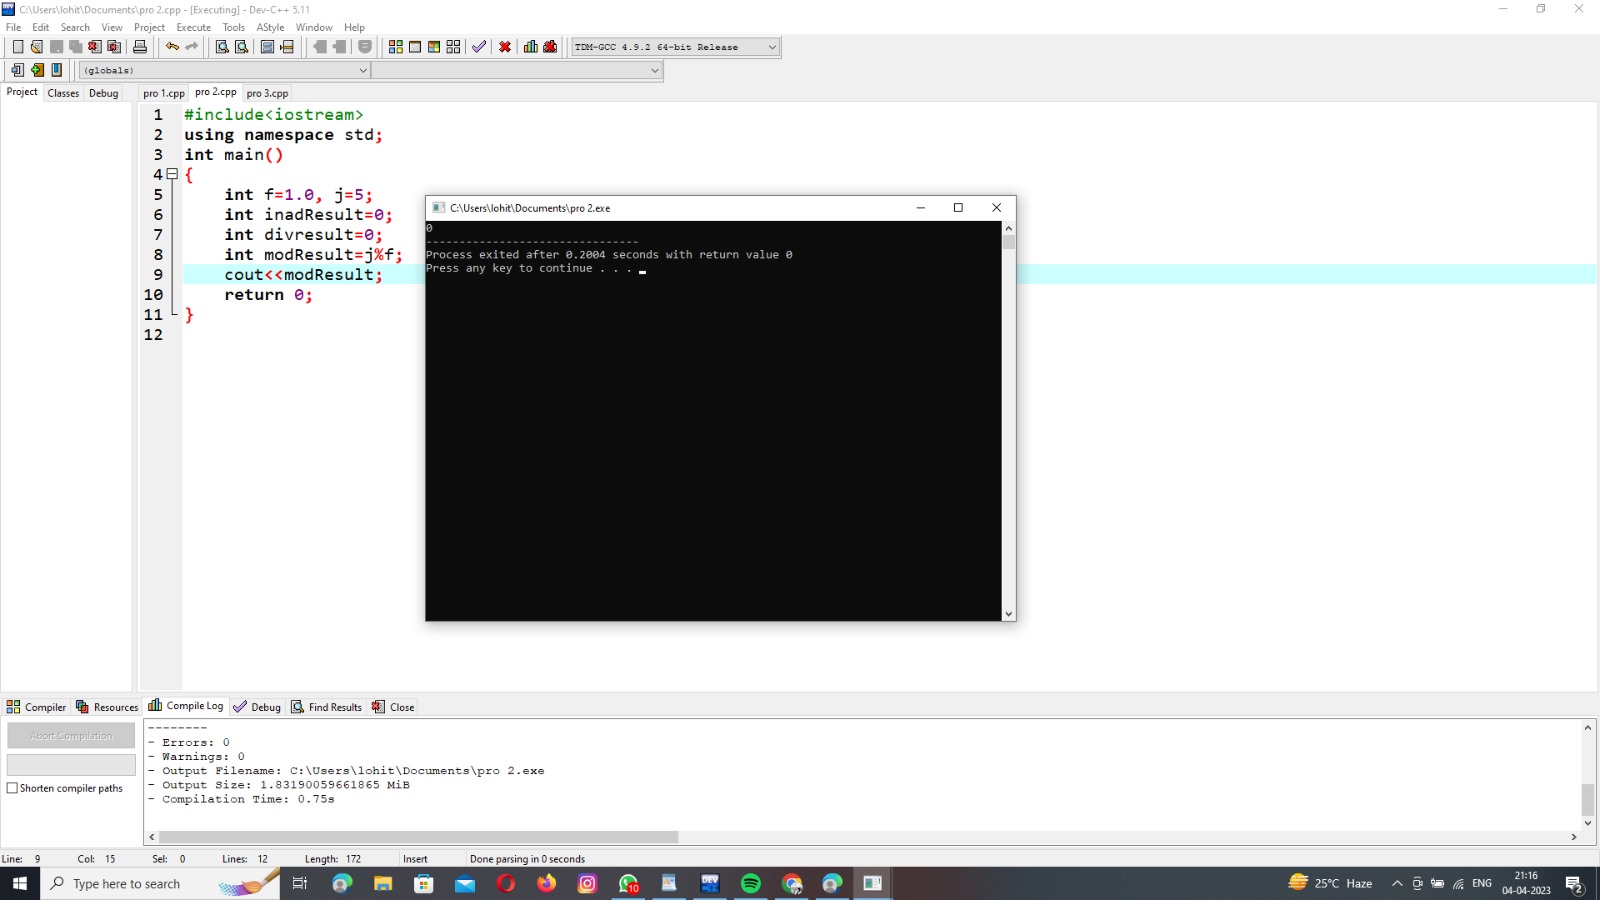 C:\Users\lohit\Documents\pro 2.cpp - [Executing] - Dev-C++ 5.11
File Edit Search View Project Execute Tools AStyle Window Help
TDM-GCC 4.9.2 64-bit Release
(globals)
Project Classes Debug
pro 1.cpp pro 2.cpp pro 3.cpp
1 #include<iostream>
2 using namespace std;
3 int main()
4 {
5 int f=1.0, j=5;
6 int inadResult=0;
7 int divresult=0;
8 int modResult=j%f;
9 cout<<modResult;
10 return 0;
11 }
12
C:\Users\lohit\Documents\pro 2.exe
0
--------------------------------
Process exited after 0.2004 seconds with return value 0
Press any key to continue . . .
Compiler Resources Compile Log Debug Find Results Close
Abort Compilation
Shorten compiler paths
--------
- Errors: 0
- Warnings: 0
- Output Filename: C:\Users\lohit\Documents\pro 2.exe
- Output Size: 1.83190059661865 MiB
- Compilation Time: 0.75s
Line: 9 Col: 15 Sel: 0 Lines: 12 Length: 172 Insert Done parsing in 0 seconds
Type here to search
10
DEV
25°C Haze
ENG
21:16
04-04-2023
2